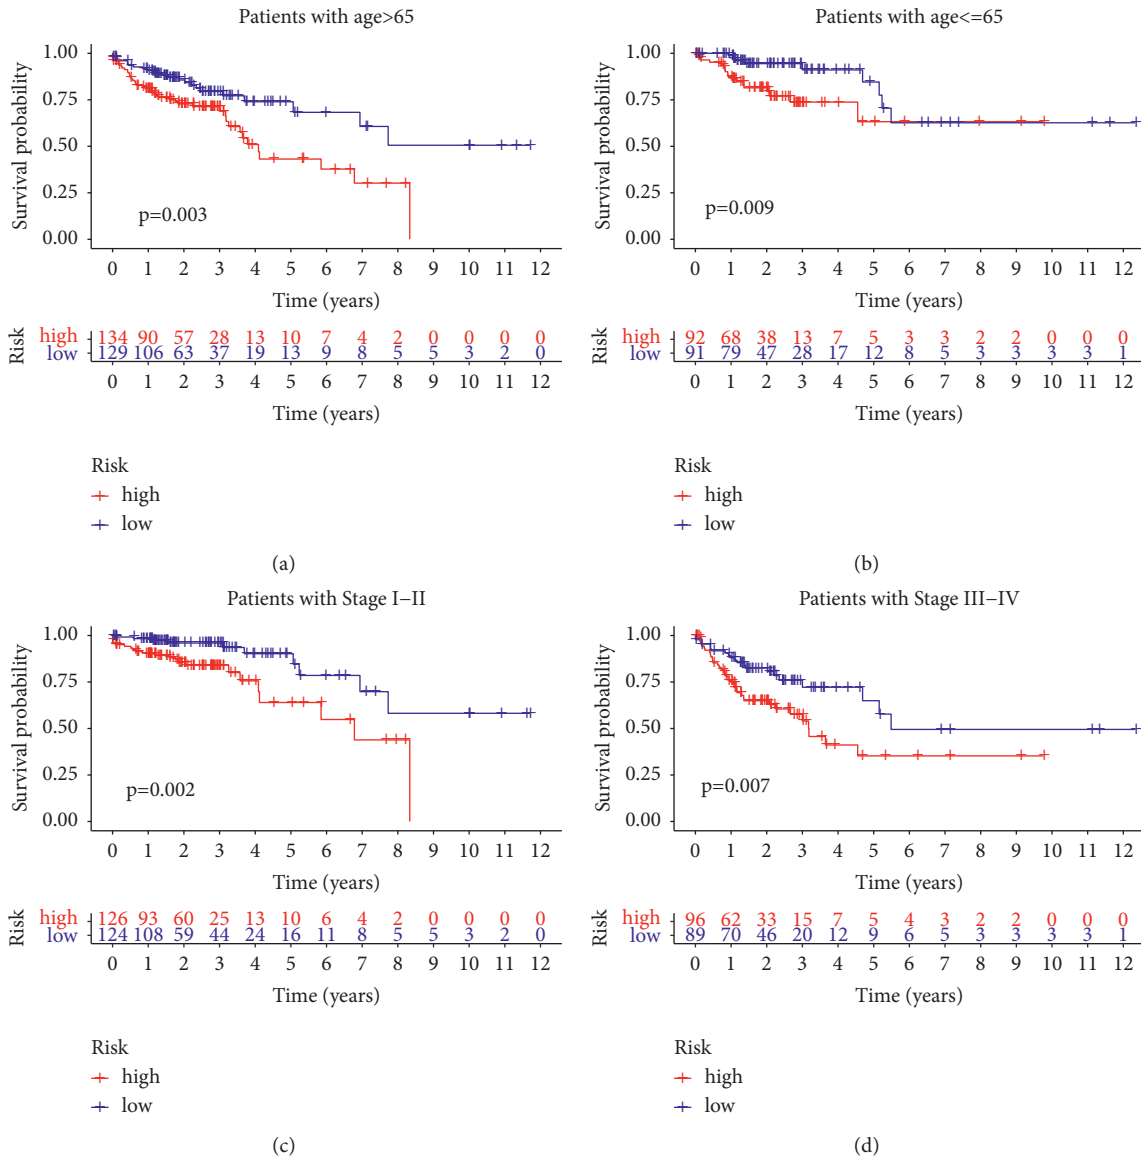 Patients with age>65
Survival probability
1.00
0.75
0.50
0.25
0.00
p=0.003
0 1 2 3 4 5 6 7 8 9 10 11 12
Time (years)
Risk
high 134 90 57 28 13 10 7 4 2 0 0 0 0
low 129 106 63 37 19 13 9 8 5 5 3 2 0
0 1 2 3 4 5 6 7 8 9 10 11 12
Time (years)
Risk
high
low
(a)
Patients with age<=65
Survival probability
1.00
0.75
0.50
0.25
0.00
p=0.009
0 1 2 3 4 5 6 7 8 9 10 11 12
Time (years)
Risk
high 92 68 38 13 7 5 3 3 2 2 0 0 0
low 91 79 47 28 17 12 8 5 3 3 3 3 1
0 1 2 3 4 5 6 7 8 9 10 11 12
Time (years)
Risk
high
low
(b)
Patients with Stage I−II
Survival probability
1.00
0.75
0.50
0.25
0.00
p=0.002
0 1 2 3 4 5 6 7 8 9 10 11 12
Time (years)
Risk
high 126 93 60 25 13 10 6 4 2 0 0 0 0
low 124 108 59 44 24 16 11 8 5 5 3 2 0
0 1 2 3 4 5 6 7 8 9 10 11 12
Time (years)
Risk
high
low
(c)
Patients with Stage III−IV
Survival probability
1.00
0.75
0.50
0.25
0.00
p=0.007
0 1 2 3 4 5 6 7 8 9 10 11 12
Time (years)
Risk
high 96 62 33 15 7 5 4 3 2 2 0 0 0
low 89 70 46 20 12 9 6 5 3 3 3 3 1
0 1 2 3 4 5 6 7 8 9 10 11 12
Time (years)
Risk
high
low
(d)